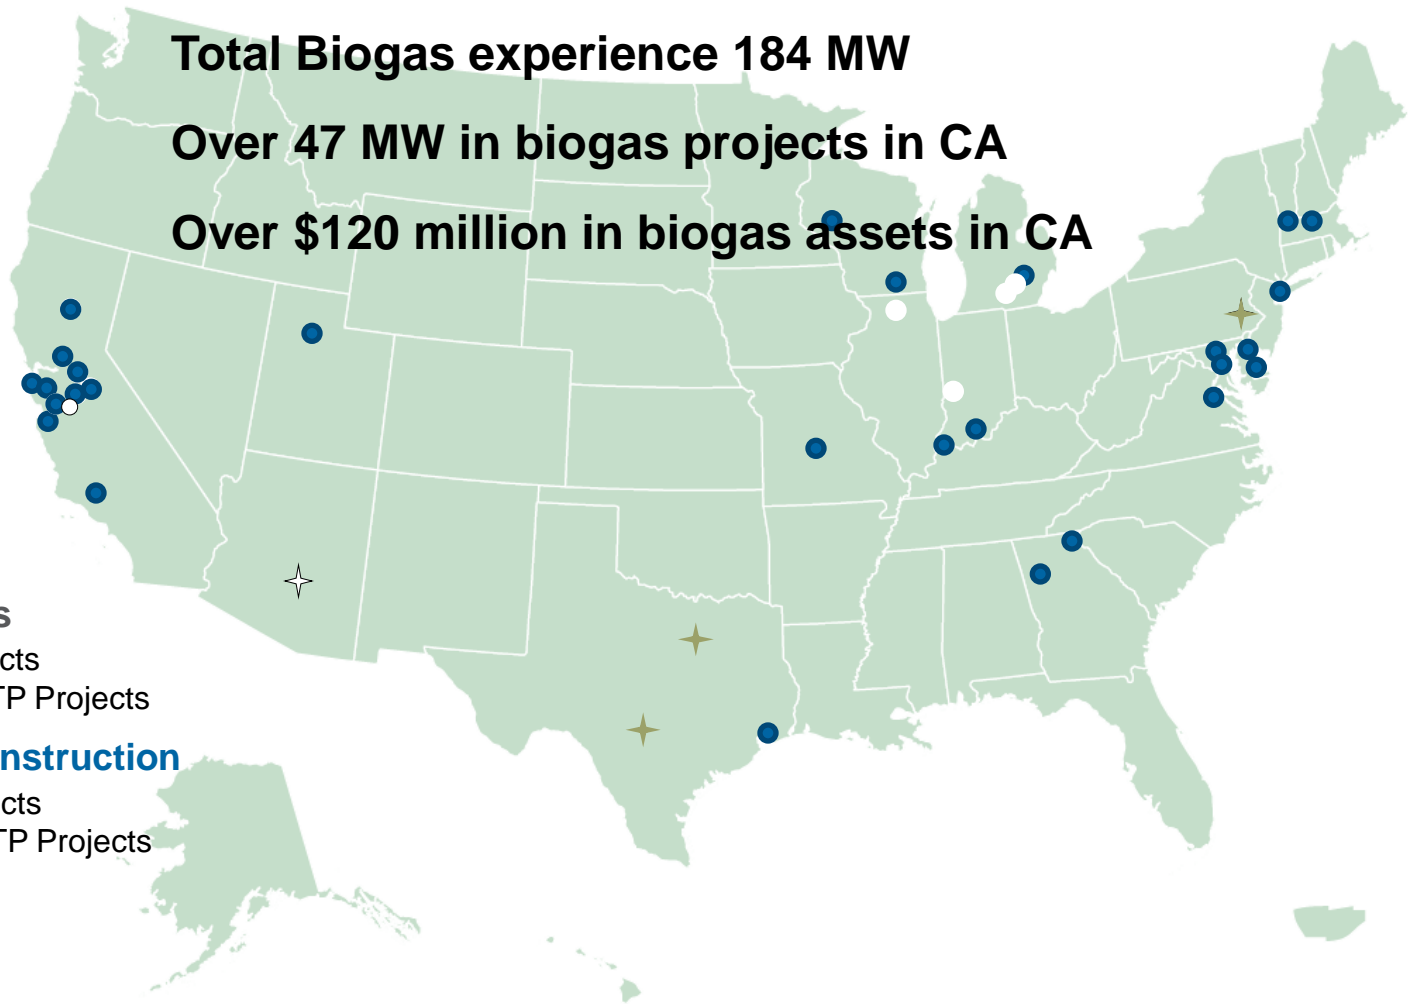 Total Biogas experience 184 MW
Over 47 MW in biogas projects in CA
Over $120 million in biogas assets in CA
s
cts
TP Projects
nstruction
cts
TP Projects